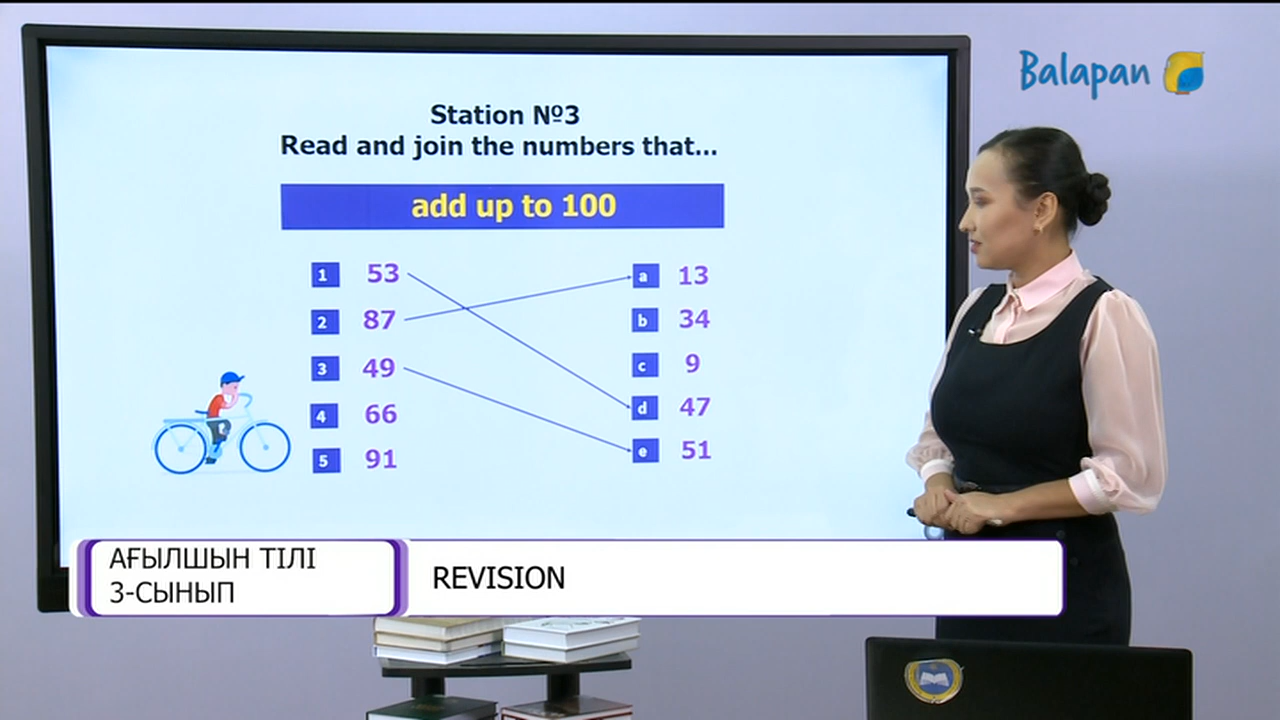 Balapan
Station №3
Read and join the numbers that...
add up to 100
1 53 a 13
2 87 b 34
3 49 c 9
4 66 d 47
5 91 e 51
АҒЫЛШЫН ТІЛІ
3-СЫНЫП
REVISION